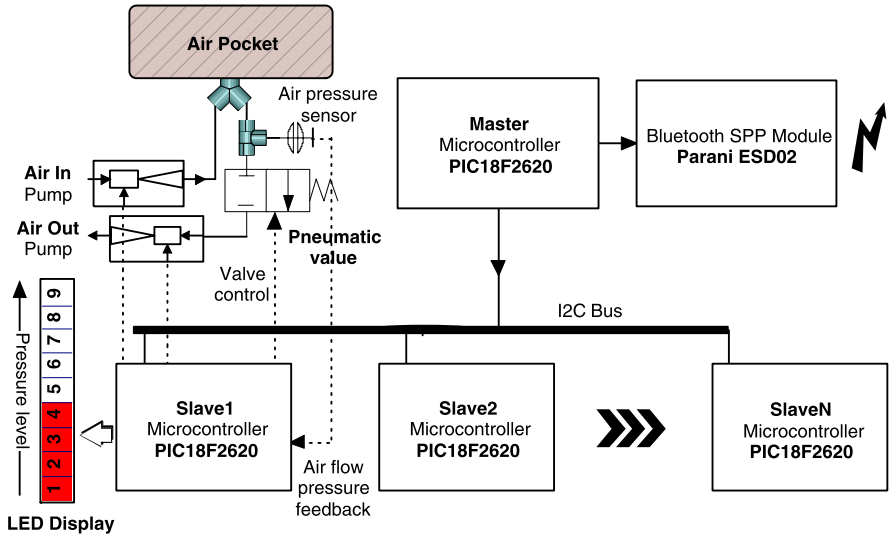 Air Pocket
Air pressure
sensor
Master
Microcontroller
PIC18F2620
Bluetooth SPP Module
Parani ESD02
Air In
Pump
Air Out
Pump
Pneumatic
value
Valve
control
I2C Bus
Pressure level
9
8
7
6
5
4
3
2
1
LED Display
Slave1
Microcontroller
PIC18F2620
Slave2
Microcontroller
PIC18F2620
SlaveN
Microcontroller
PIC18F2620
Air flow
pressure
feedback